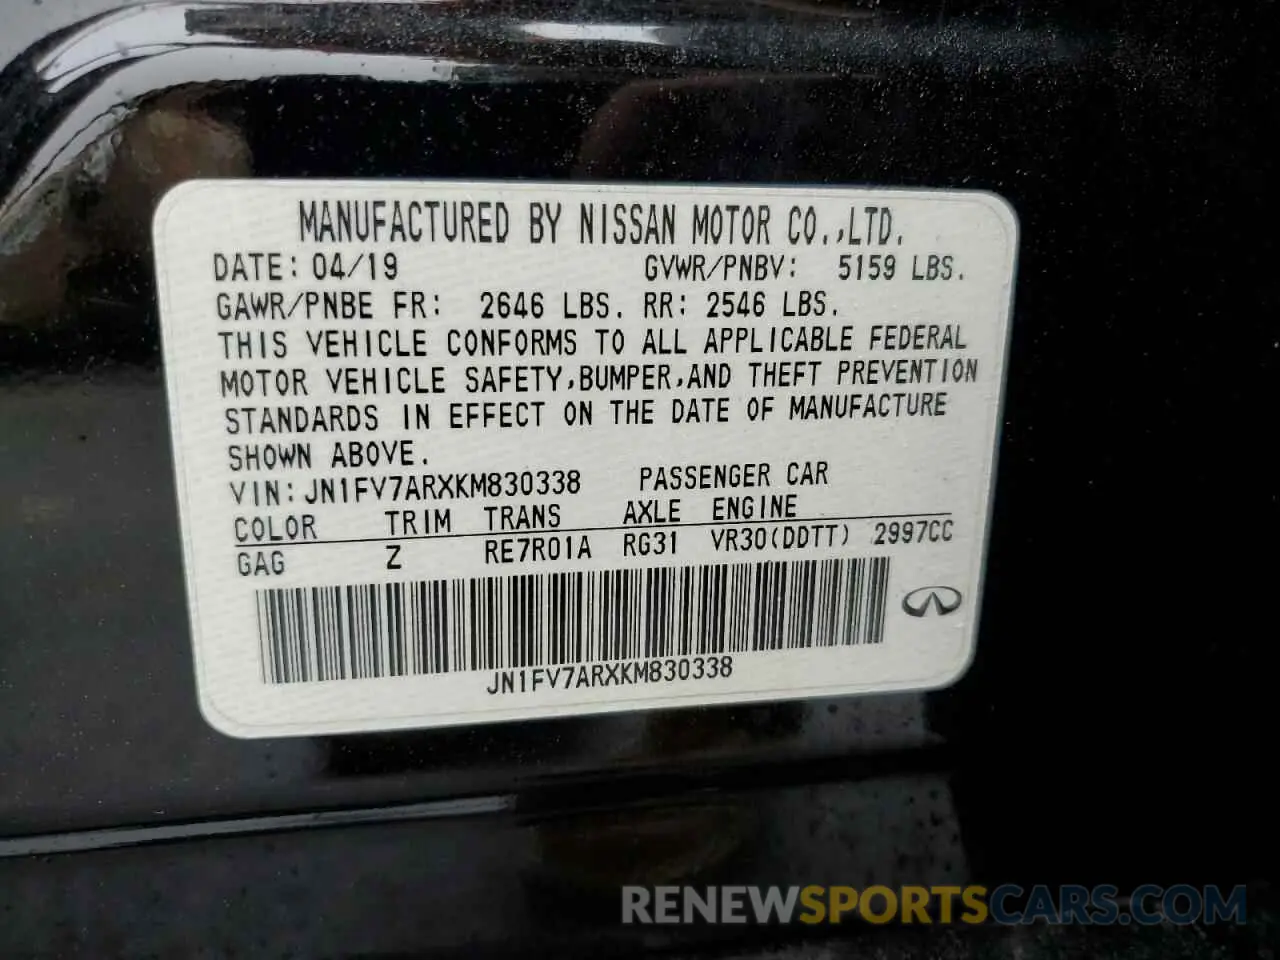 MANUFACTURED BY NISSAN MOTOR CO.,LTD.
DATE: 04/19 GVWR/PNBV: 5159 LBS.
GAWR/PNBE FR: 2646 LBS. RR: 2546 LBS.
THIS VEHICLE CONFORMS TO ALL APPLICABLE FEDERAL
MOTOR VEHICLE SAFETY,BUMPER,AND THEFT PREVENTION
STANDARDS IN EFFECT ON THE DATE OF MANUFACTURE
SHOWN ABOVE.
VIN: JN1FV7ARXKM830338 PASSENGER CAR
COLOR TRIM TRANS AXLE ENGINE
GAG Z RE7R01A RG31 VR30(DDTT) 2997CC
JN1FV7ARXKM830338
RENEWSPORTSCARS.COM